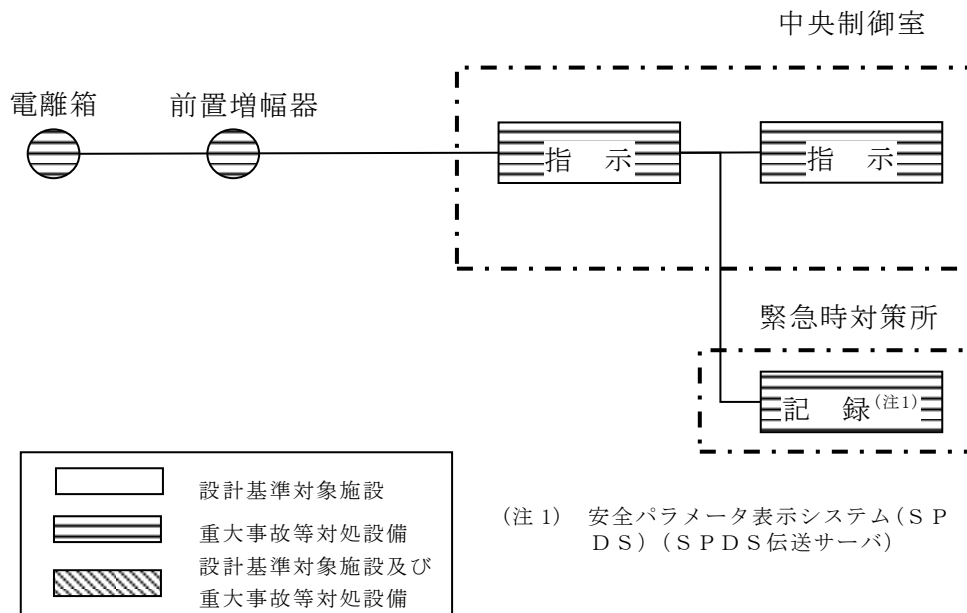 中央制御室
電離箱
前置増幅器
指　示
指　示
緊急時対策所
記　録(注1)
設計基準対象施設
重大事故等対処設備
設計基準対象施設及び
重大事故等対処設備
(注1)　安全パラメータ表示システム(ＳＰ
ＤＳ)(ＳＰＤＳ伝送サーバ)